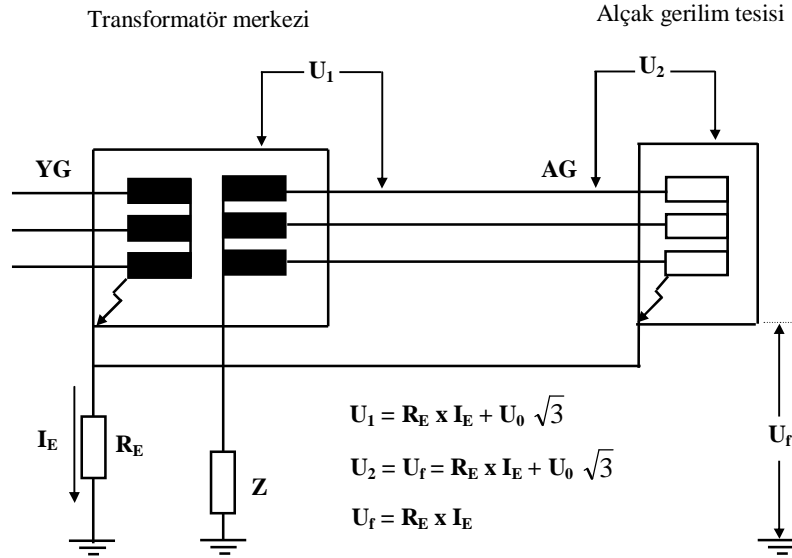 Transformatör merkezi
Alçak gerilim tesisi
U₁
U₂
YG
AG
U₁ = R_E x I_E + U₀ √3
I_E
R_E
U_f
U₂ = U_f = R_E x I_E + U₀ √3
Z
U_f = R_E x I_E